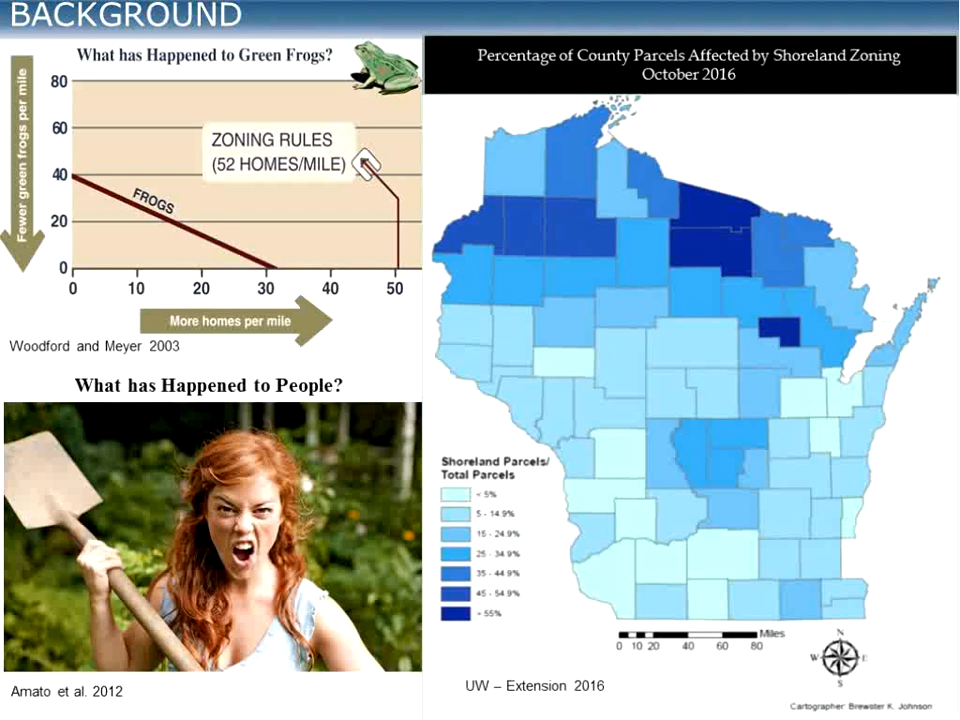 BACKGROUND
What has Happened to Green Frogs?
Fewer green frogs per mile
80
60
40
20
0
ZONING RULES
(52 HOMES/MILE)
FROGS
0 10 20 30 40 50
More homes per mile
Woodford and Meyer 2003
What has Happened to People?
Amato et al. 2012
Percentage of County Parcels Affected by Shoreland Zoning
October 2016
Shoreland Parcels/
Total Parcels
< 5%
5 - 14.9%
15 - 24.9%
25 - 34.9%
35 - 44.9%
45 - 54.9%
> 55%
Miles
0 10 20 40 60 80
N
W E
S
UW – Extension 2016
Cartographer: Brewster K. Johnson